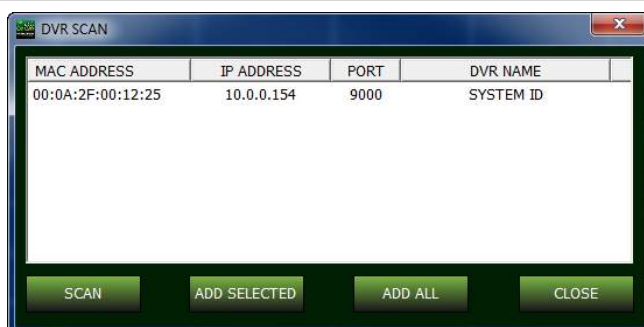 DVR SCAN
MAC ADDRESS IP ADDRESS PORT DVR NAME
00:0A:2F:00:12:25 10.0.0.154 9000 SYSTEM ID
SCAN ADD SELECTED ADD ALL CLOSE